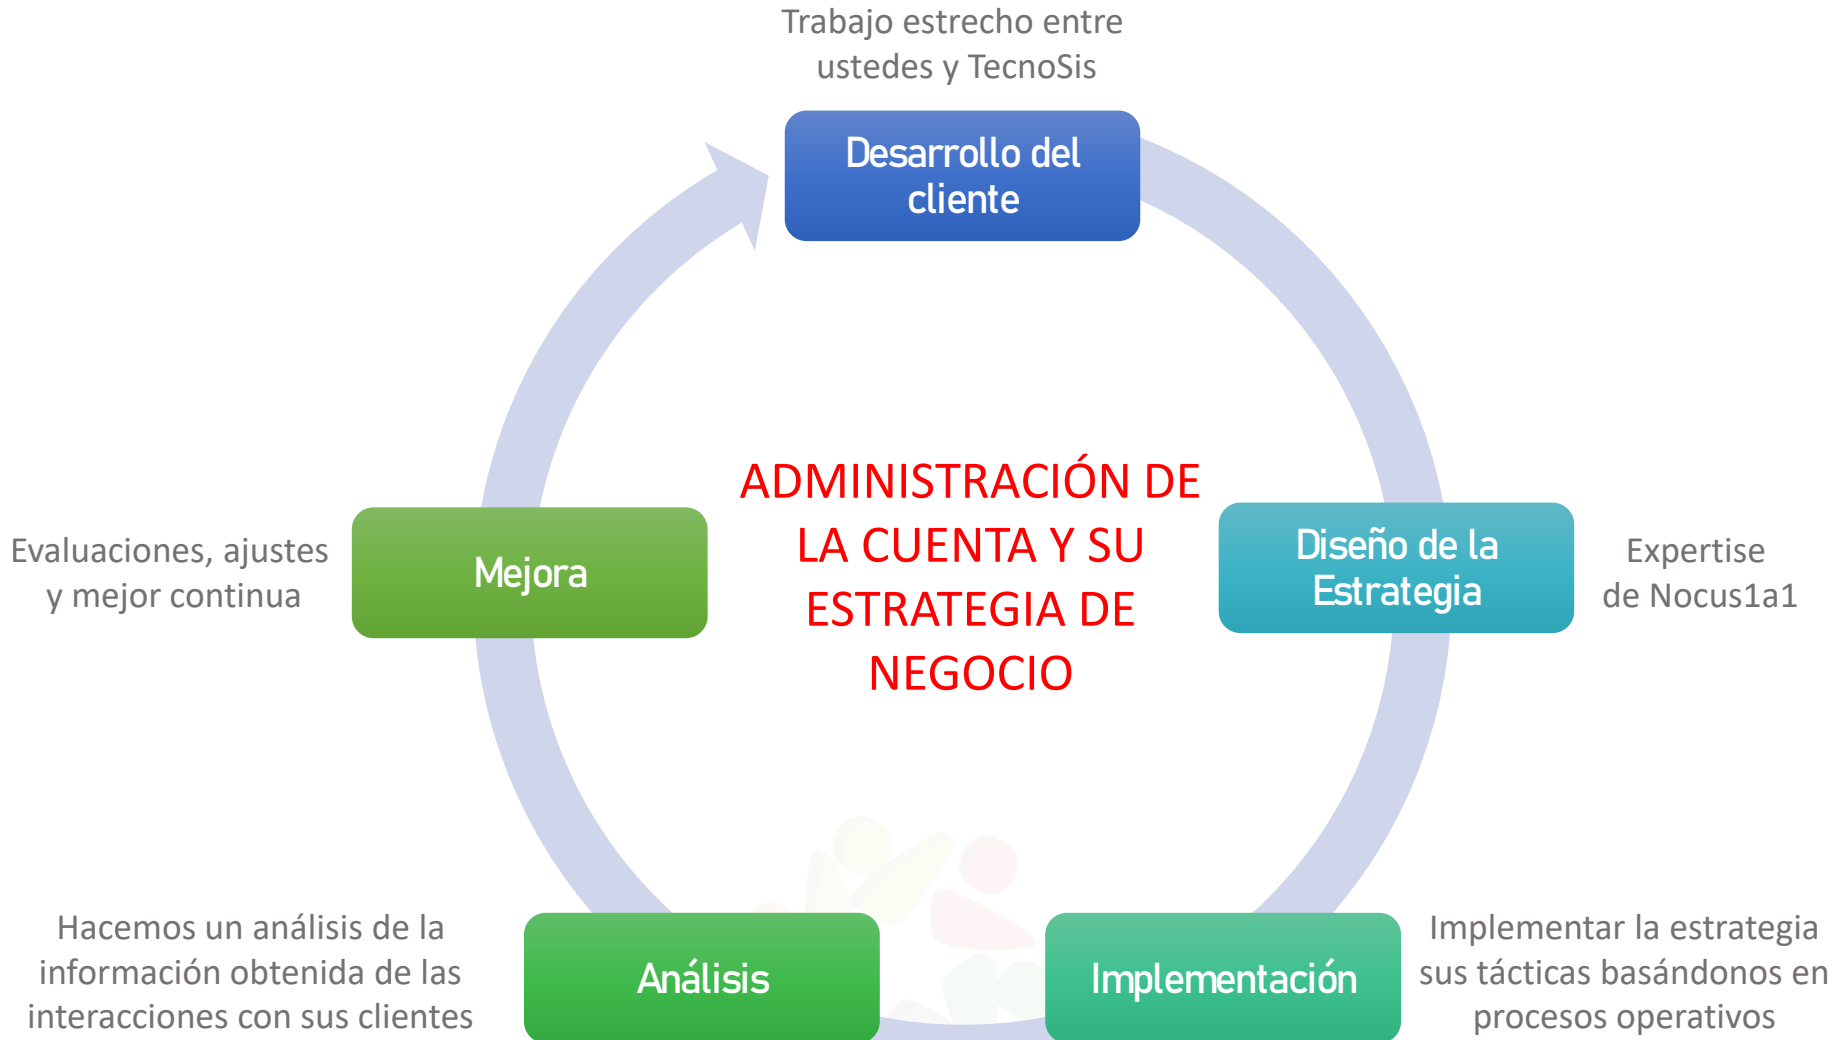 Trabajo estrecho entre
ustedes y TecnoSis
Desarrollo del
cliente
ADMINISTRACIÓN DE
LA CUENTA Y SU
ESTRATEGIA DE
NEGOCIO
Diseño de la
Estrategia
Expertise
de Nocus1a1
Implementación
Implementar la estrategia
sus tácticas basándonos en
procesos operativos
Análisis
Hacemos un análisis de la
información obtenida de las
interacciones con sus clientes
Mejora
Evaluaciones, ajustes
y mejor continua